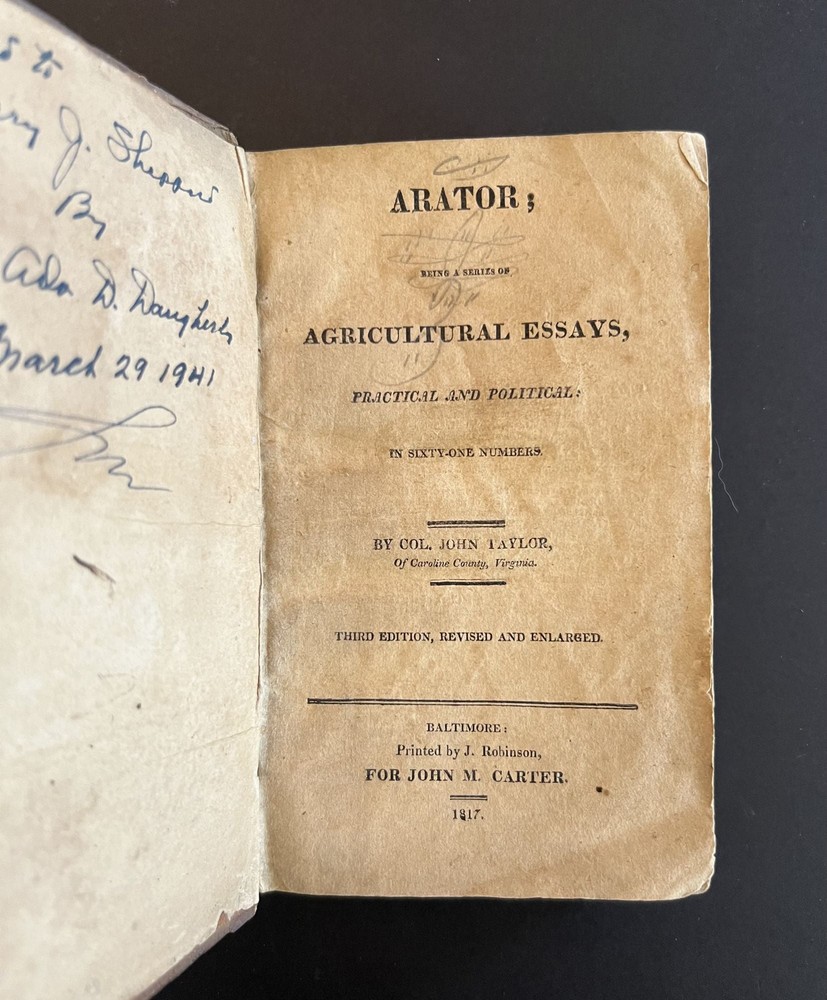 J. Sheppard
By
Ada D. Daugherty
March 29 1941
ARATOR;
BEING A SERIES OF
AGRICULTURAL ESSAYS,
PRACTICAL AND POLITICAL:
IN SIXTY-ONE NUMBERS.
BY COL. JOHN TAYLOR,
Of Caroline County, Virginia.
THIRD EDITION, REVISED AND ENLARGED.
BALTIMORE:
Printed by J. Robinson,
FOR JOHN M. CARTER.
1817.